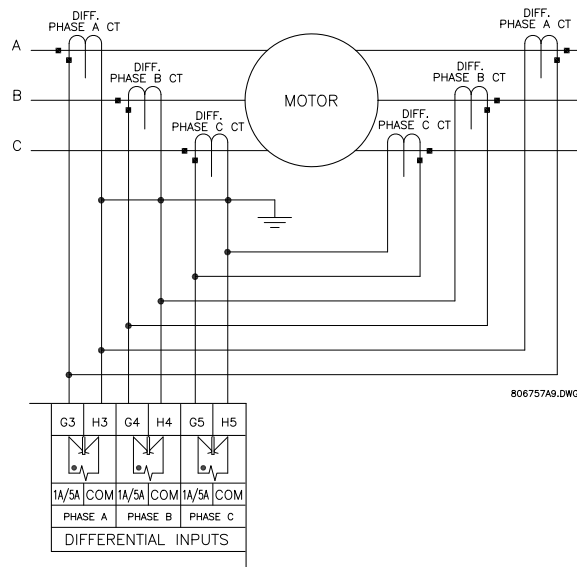 DIFF.
PHASE A CT
DIFF.
PHASE A CT
A
DIFF.
PHASE B CT
DIFF.
PHASE B CT
B
MOTOR
DIFF.
PHASE C CT
DIFF.
PHASE C CT
C
806757A9.DWG
G3 H3 G4 H4 G5 H5
1A/5A COM 1A/5A COM 1A/5A COM
PHASE A PHASE B PHASE C
DIFFERENTIAL INPUTS